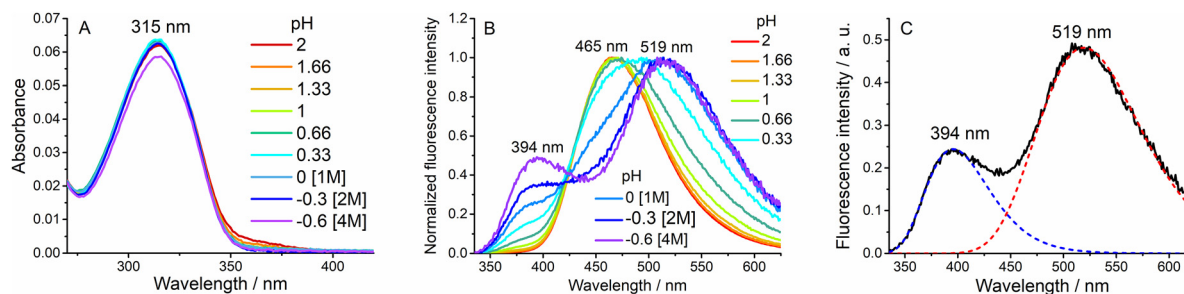 A
315 nm
pH
2
1.66
1.33
1
0.66
0.33
0 [1M]
-0.3 [2M]
-0.6 [4M]
Absorbance
0.07
0.06
0.05
0.04
0.03
0.02
0.01
0.00
300
350
400
Wavelength / nm
B
465 nm
519 nm
394 nm
pH
2
1.66
1.33
1
0.66
0.33
pH
0 [1M]
-0.3 [2M]
-0.6 [4M]
Normalized fluorescence intensity
1.0
0.8
0.6
0.4
0.2
0.0
350
400
450
500
550
600
Wavelength / nm
C
519 nm
394 nm
Fluorescence intensity / a. u.
0.5
0.4
0.3
0.2
0.1
0.0
350
400
450
500
550
600
Wavelength / nm